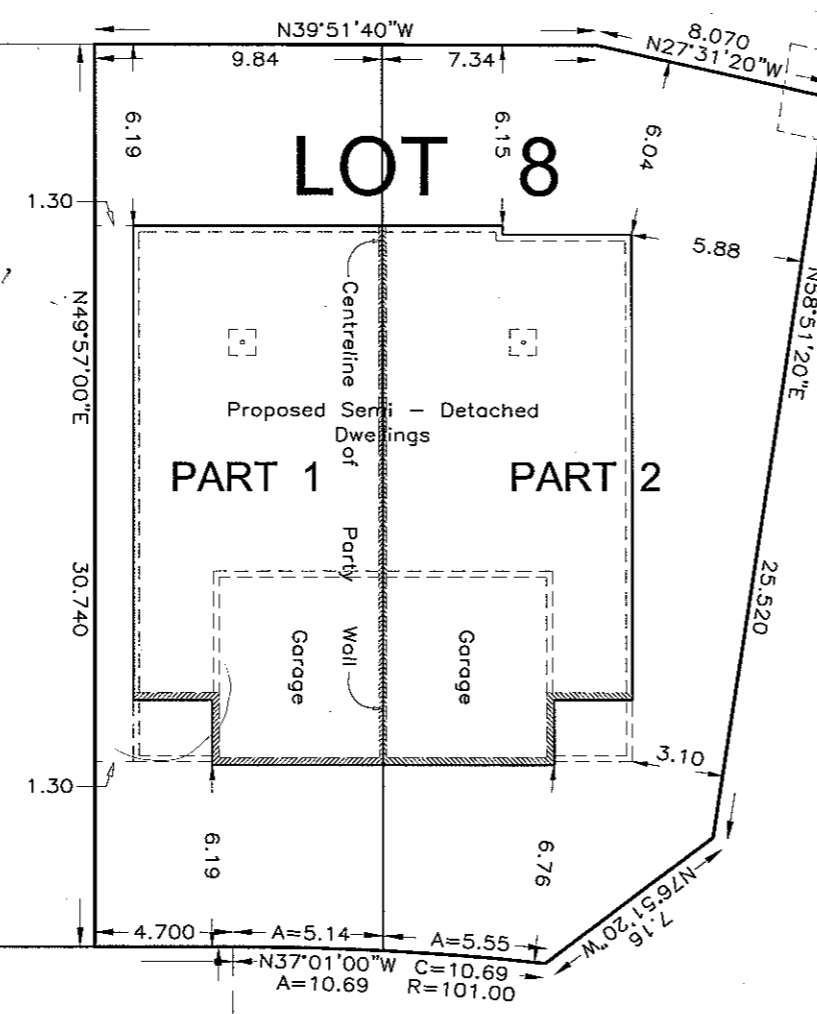 N39°51'40"W
8.070
N27°31'20"W
9.84
7.34
6.19
6.15
6.04
LOT 8
1.30
5.88
N49°57'00"E
N58°51'20"E
Centreline of Party Wall
Proposed Semi – Detached
Dwellings
PART 1
PART 2
30.740
25.520
Garage
Garage
1.30
3.10
6.19
6.76
N76°51'20"W
7.16
4.700
A=5.14
A=5.55
N37°01'00"W C=10.69
A=10.69 R=101.00